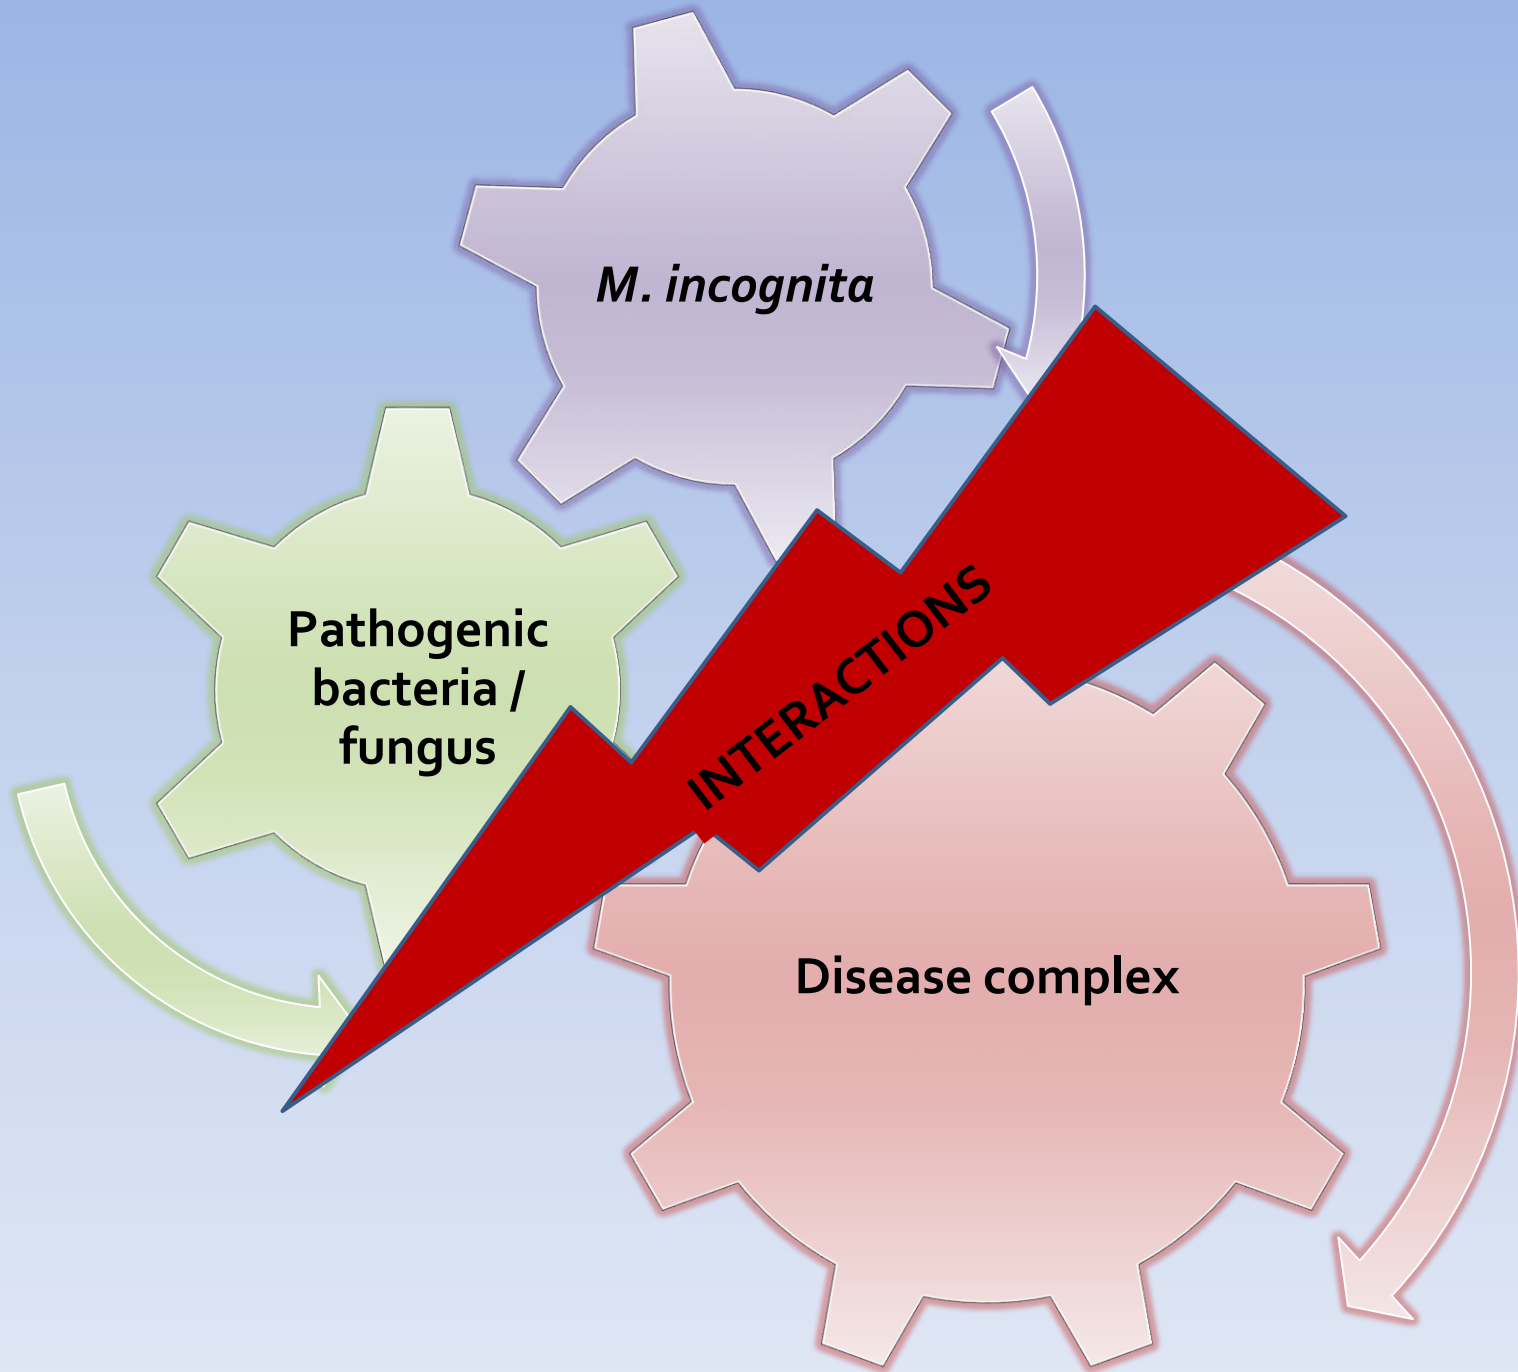 M. incognita
Pathogenic
bacteria /
fungus
INTERACTIONS
Disease complex